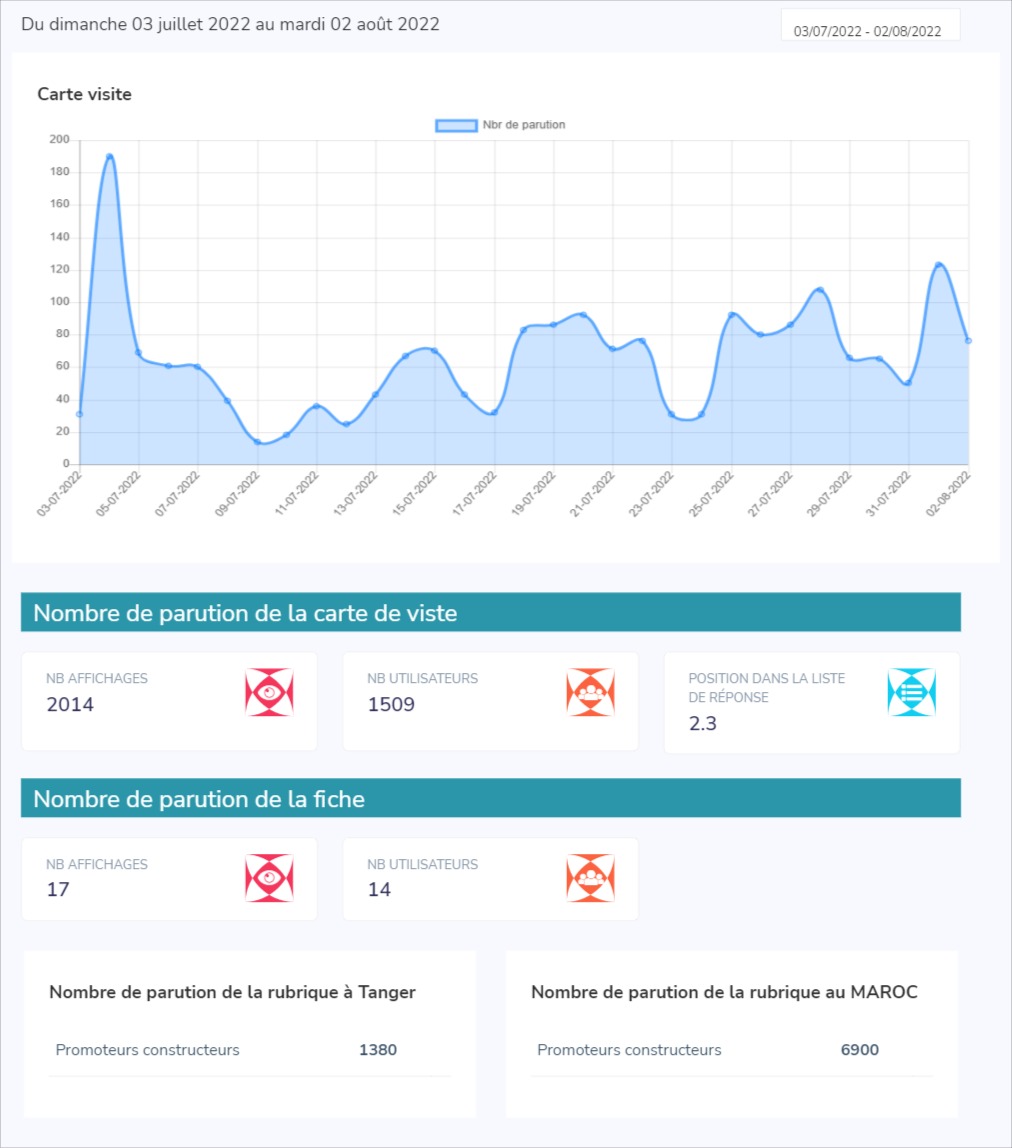 Du dimanche 03 juillet 2022 au mardi 02 août 2022
03/07/2022 - 02/08/2022
Carte visite
Nbr de parution
200
180
160
140
120
100
80
60
40
20
0
03-07-2022
05-07-2022
07-07-2022
09-07-2022
11-07-2022
13-07-2022
15-07-2022
17-07-2022
19-07-2022
21-07-2022
23-07-2022
25-07-2022
27-07-2022
29-07-2022
31-07-2022
02-08-2022
Nombre de parution de la carte de viste
NB AFFICHAGES
2014
NB UTILISATEURS
1509
POSITION DANS LA LISTE
DE RÉPONSE
2.3
Nombre de parution de la fiche
NB AFFICHAGES
17
NB UTILISATEURS
14
Nombre de parution de la rubrique à Tanger
Promoteurs constructeurs 1380
Nombre de parution de la rubrique au MAROC
Promoteurs constructeurs 6900